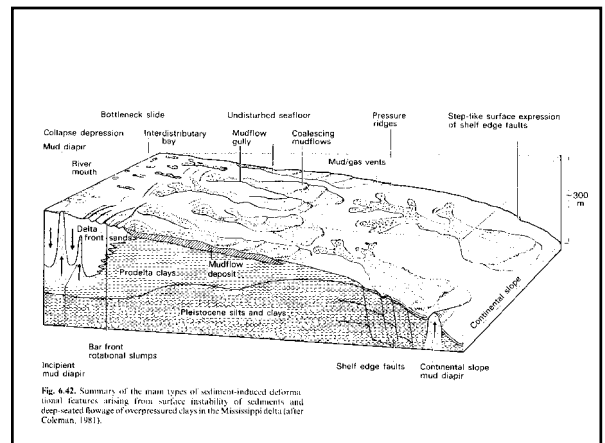 Bottleneck slide
Undisturbed seafloor
Pressure
ridges
Step-like surface expression
of shelf edge faults
Collapse depression
Interdistributary
bay
Mudflow
gully
Coalescing
mudflows
Mud diapir
Mud/gas vents
River
mouth
300
m
Delta
front sands
Mudflow
deposit
Prodelta clays
Pleistocene silts and clays
Continental slope
Bar front
rotational slumps
Incipient
mud diapir
Shelf edge faults
Continental slope
mud diapir
Fig. 6.42. Summary of the main types of sediment-induced deforma-
tional features arising from surface instability of sediments and
deep-seated flowage of overpressured clays in the Mississippi delta (after
Coleman, 1981).